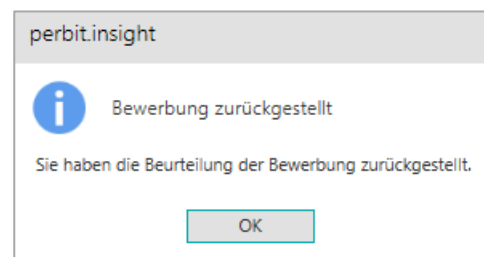 perbit.insight
Bewerbung zurückgestellt
Sie haben die Beurteilung der Bewerbung zurückgestellt.
OK